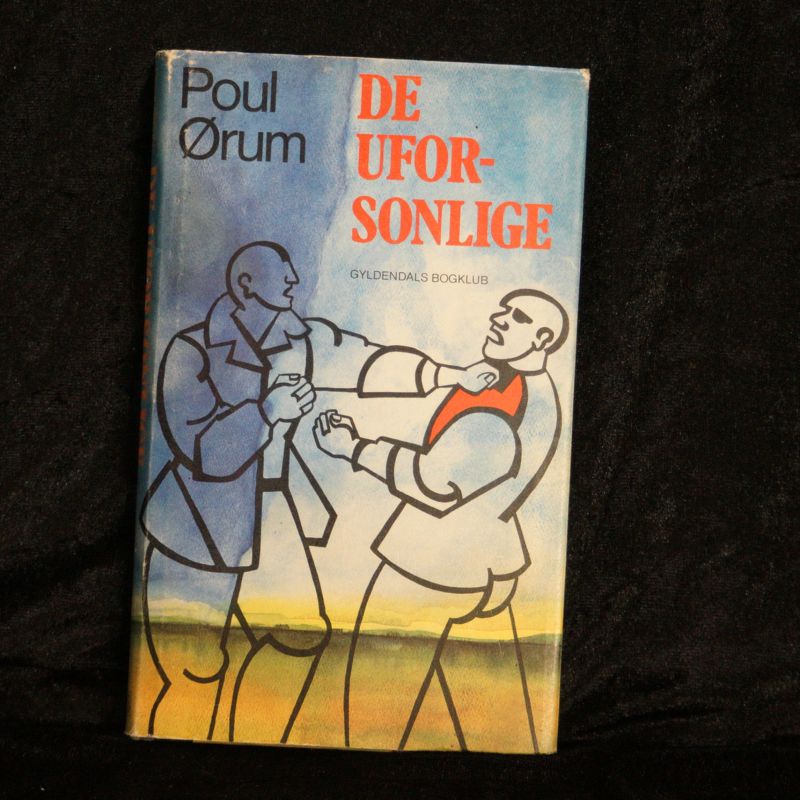 Poul
Ørum
DE
UFOR-
SONLIGE
GYLDENDALS BOGKLUB